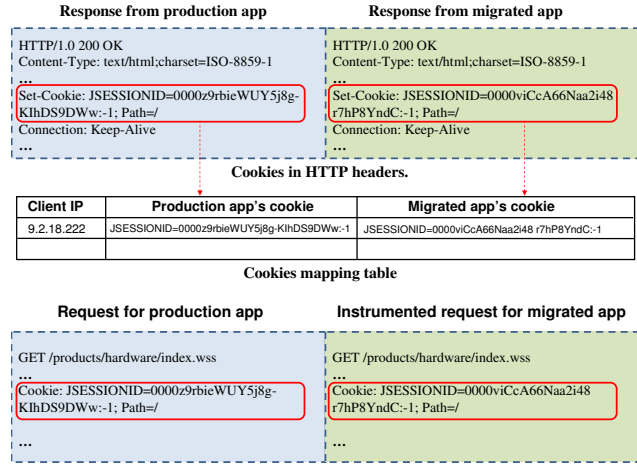 Response from production app
Response from migrated app
HTTP/1.0 200 OK
Content-Type: text/html;charset=ISO-8859-1
...
Set-Cookie: JSESSIONID=0000z9rbieWUY5j8g-
KIhDS9DWw:-1; Path=/
Connection: Keep-Alive
...
HTTP/1.0 200 OK
Content-Type: text/html;charset=ISO-8859-1
...
Set-Cookie: JSESSIONID=0000viCcA66Naa2i48
r7hP8YndC:-1; Path=/
Connection: Keep-Alive
...
Cookies in HTTP headers.
Client IP
Production app's cookie
Migrated app's cookie
9.2.18.222
JSESSIONID=0000z9rbieWUY5j8g-KIhDS9DWw:-1
JSESSIONID=0000viCcA66Naa2i48 r7hP8YndC:-1
Cookies mapping table
Request for production app
Instrumented request for migrated app
GET /products/hardware/index.wss
...
Cookie: JSESSIONID=0000z9rbieWUY5j8g-
KIhDS9DWw:-1; Path=/
...
GET /products/hardware/index.wss
...
Cookie: JSESSIONID=0000viCcA66Naa2i48
r7hP8YndC:-1; Path=/
...